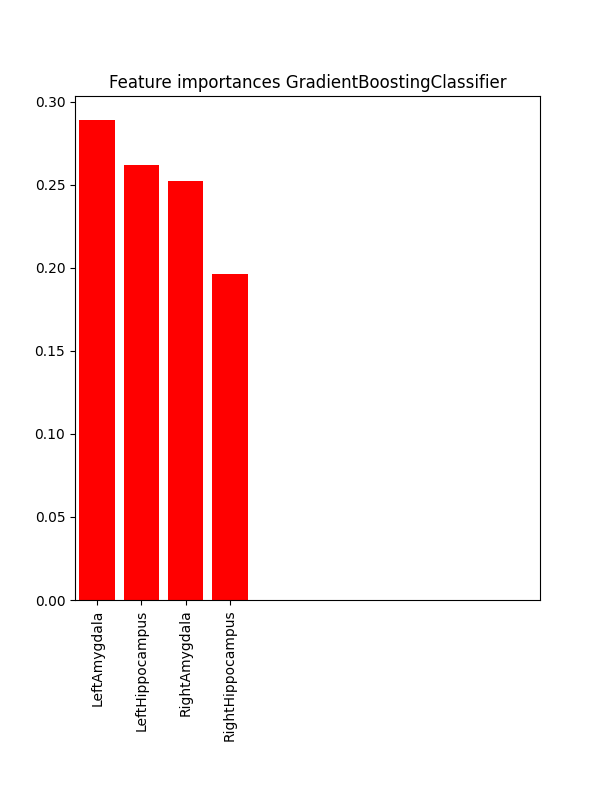 Feature importances GradientBoostingClassifier
0.30
0.25
0.20
0.15
0.10
0.05
0.00
LeftAmygdala
LeftHippocampus
RightAmygdala
RightHippocampus